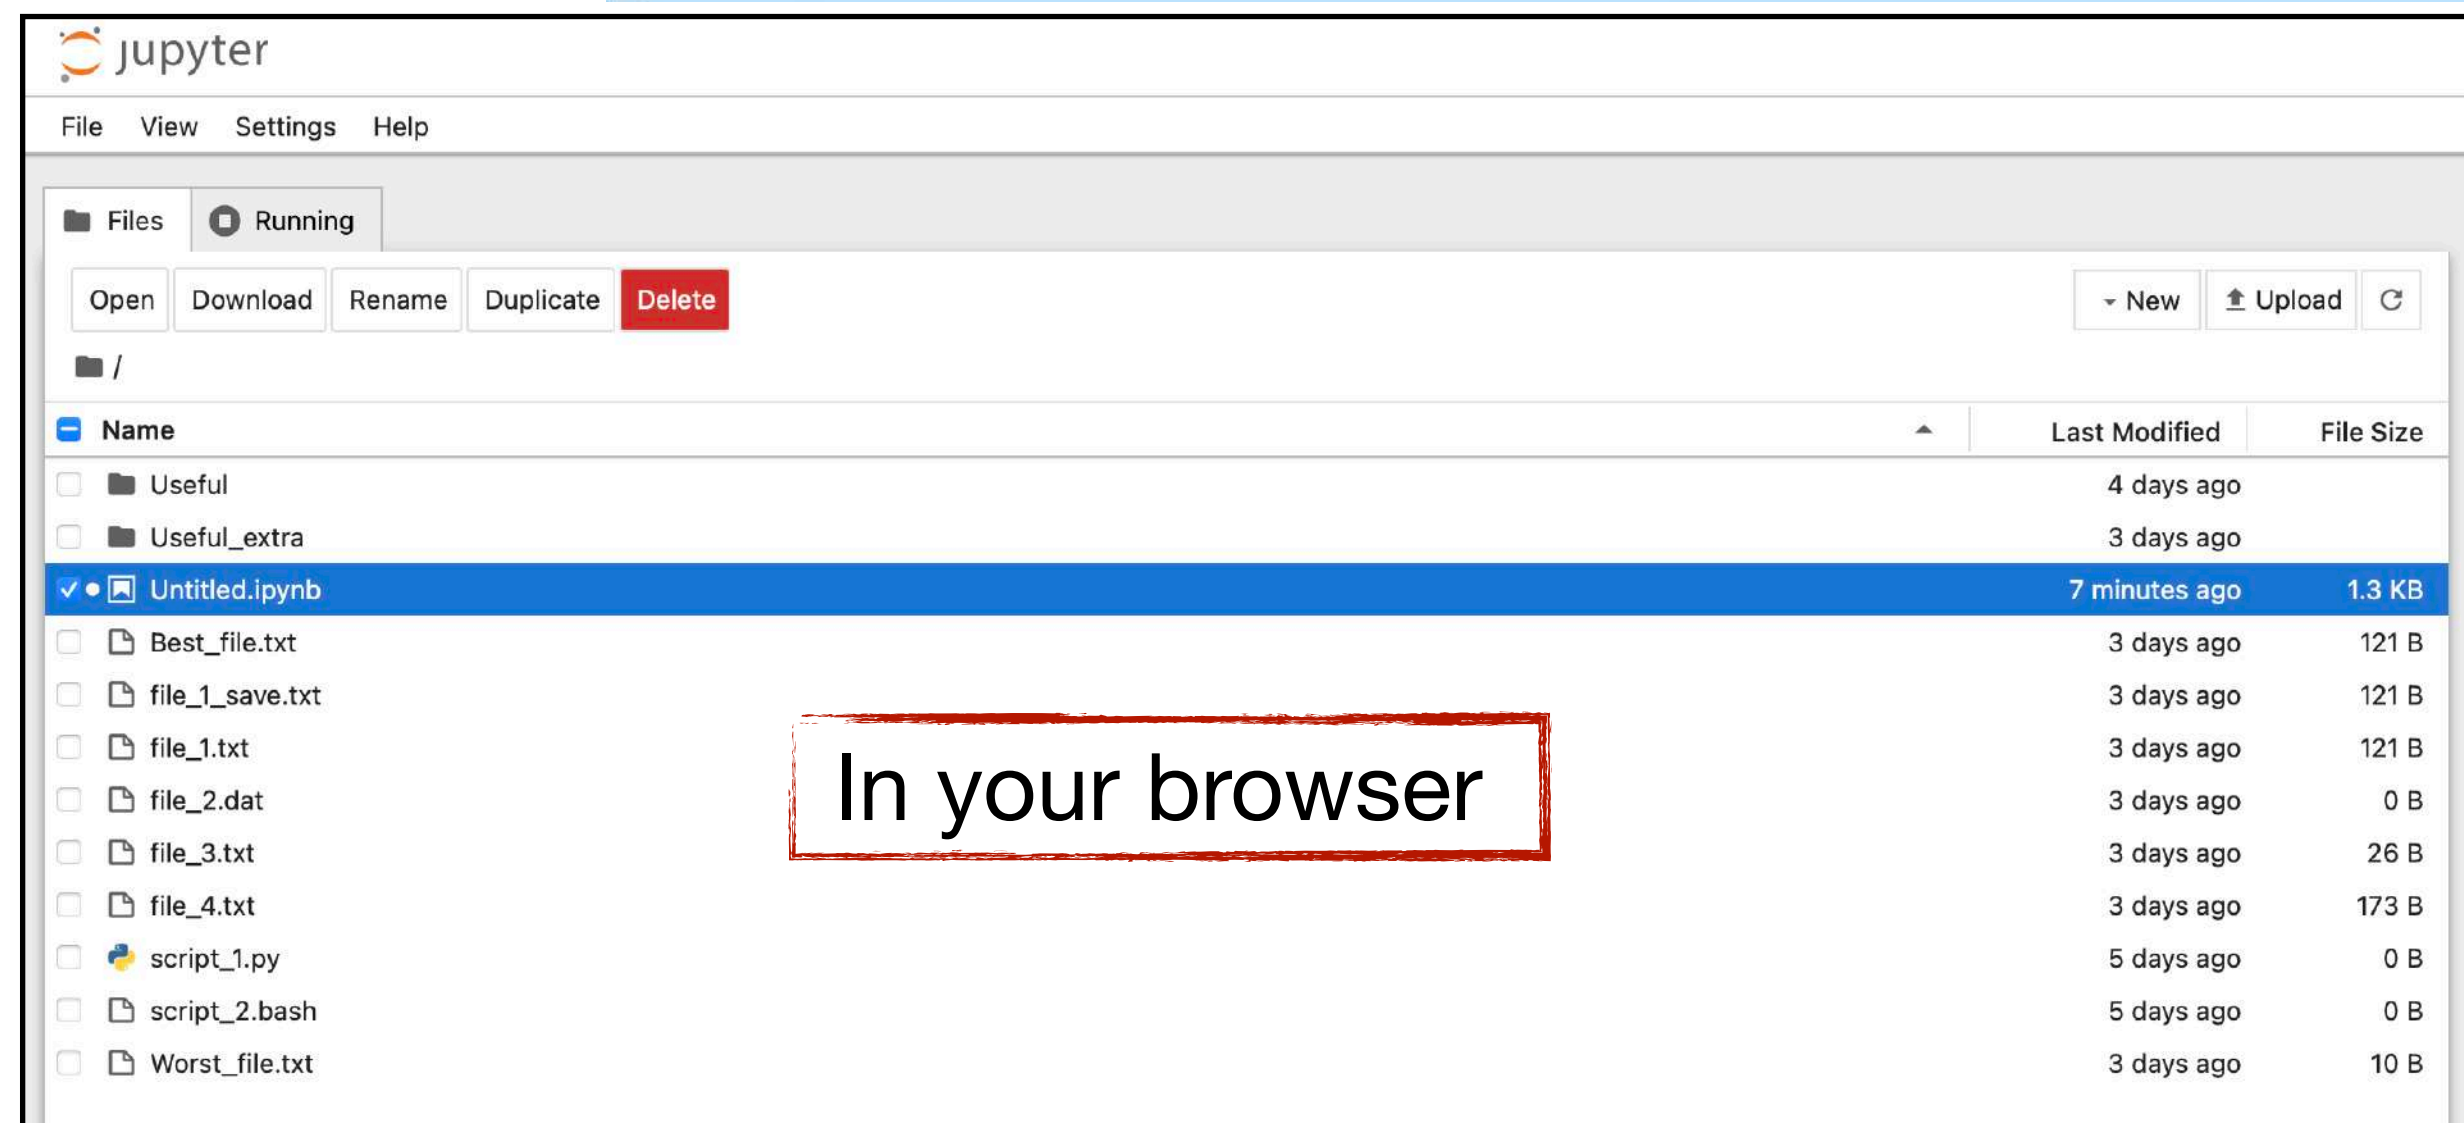 jupyter
File View Settings Help
Files Running
Open Download Rename Duplicate Delete New Upload
/
Name Last Modified File Size
Useful 4 days ago
Useful_extra 3 days ago
Untitled.ipynb 7 minutes ago 1.3 KB
Best_file.txt 3 days ago 121 B
file_1_save.txt 3 days ago 121 B
file_1.txt 3 days ago 121 B
file_2.dat 3 days ago 0 B
In your browser
file_3.txt 3 days ago 26 B
file_4.txt 3 days ago 173 B
script_1.py 5 days ago 0 B
script_2.bash 5 days ago 0 B
Worst_file.txt 3 days ago 10 B